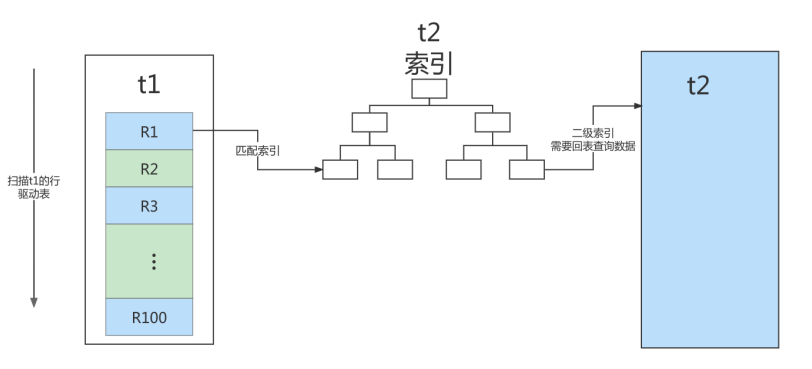 t2
索引
t1
t2
R1
匹配索引
二级索引
需要回表查询数据
R2
扫描t1的行
驱动表
R3
R100